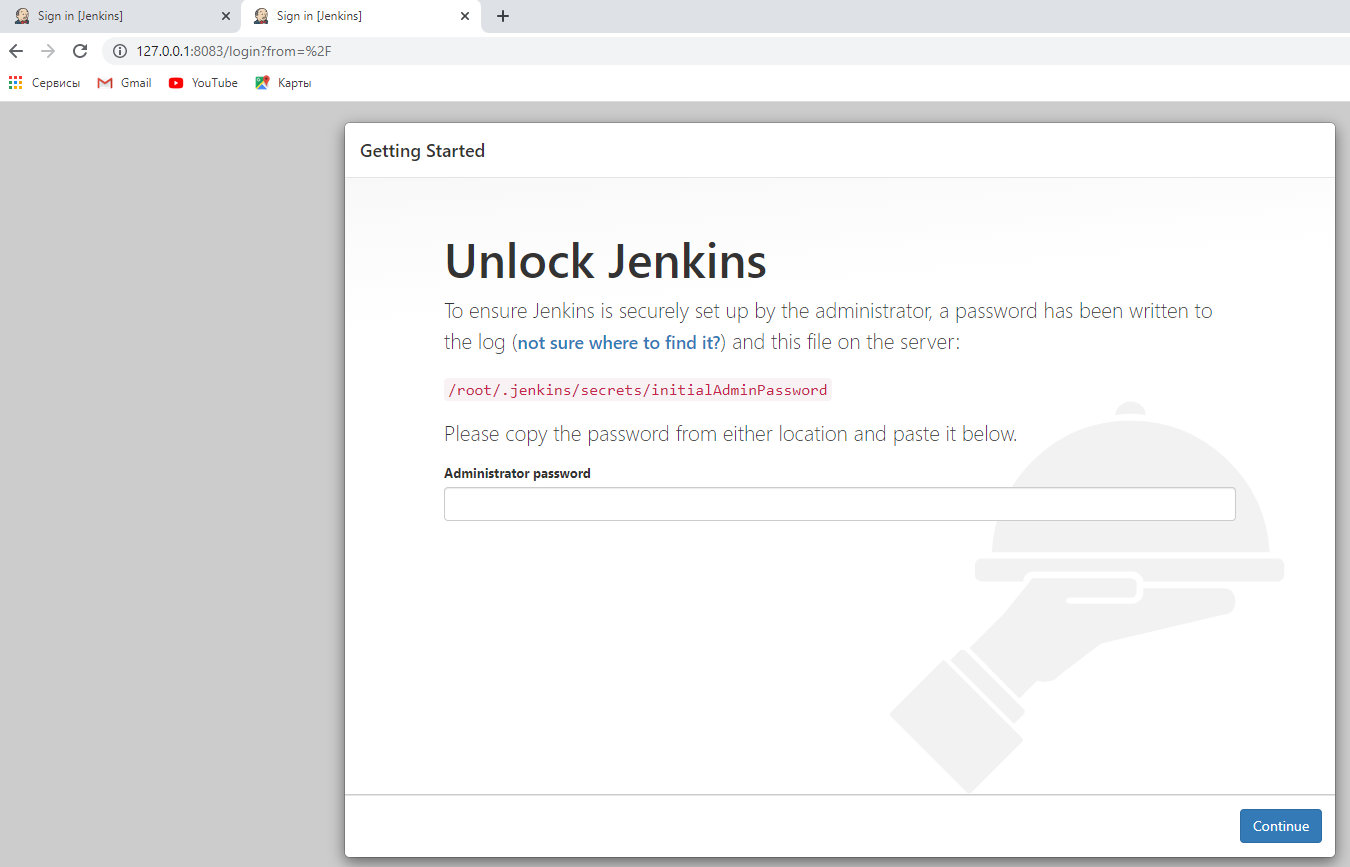 Sign in [Jenkins]
Sign in [Jenkins]
127.0.0.1:8083/login?from=%2F
Сервисы Gmail YouTube Карты
Getting Started
Unlock Jenkins
To ensure Jenkins is securely set up by the administrator, a password has been written to
the log (not sure where to find it?) and this file on the server:
/root/.jenkins/secrets/initialAdminPassword
Please copy the password from either location and paste it below.
Administrator password
Continue